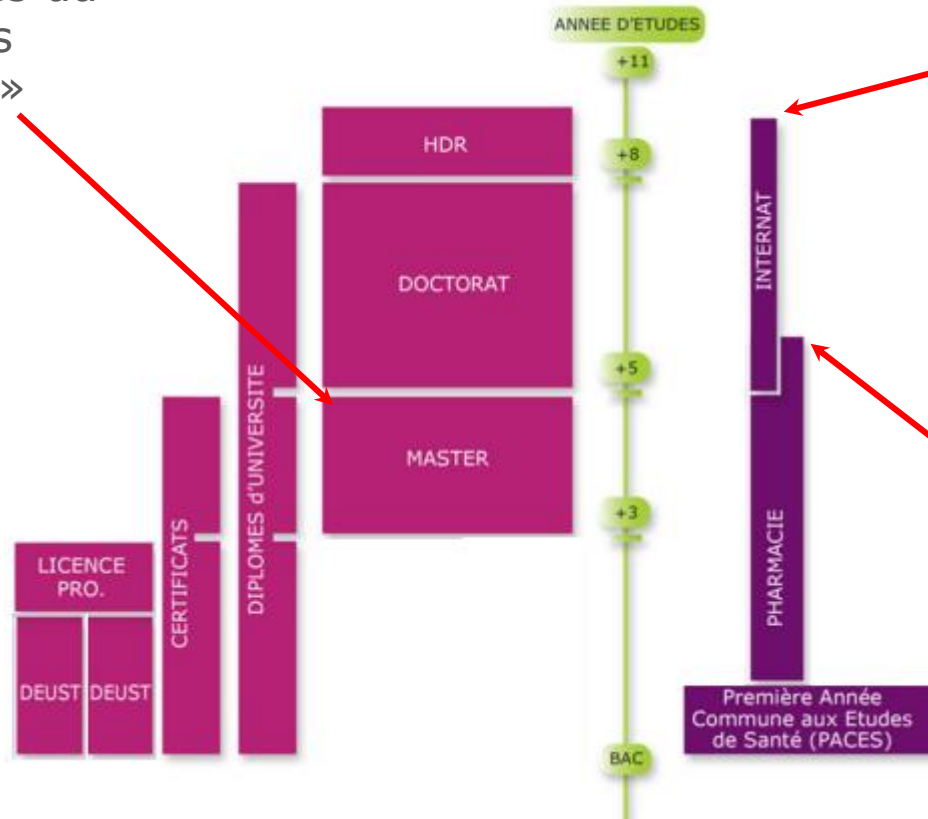 s
»
ANNEE D'ETUDES
+11
HDR
+8
DOCTORAT
INTERNAT
+5
MASTER
DIPLOMES d'UNIVERSITE
CERTIFICATS
+3
LICENCE
PRO.
PHARMACIE
DEUST DEUST
Première Année
Commune aux Etudes
de Santé (PACES)
BAC